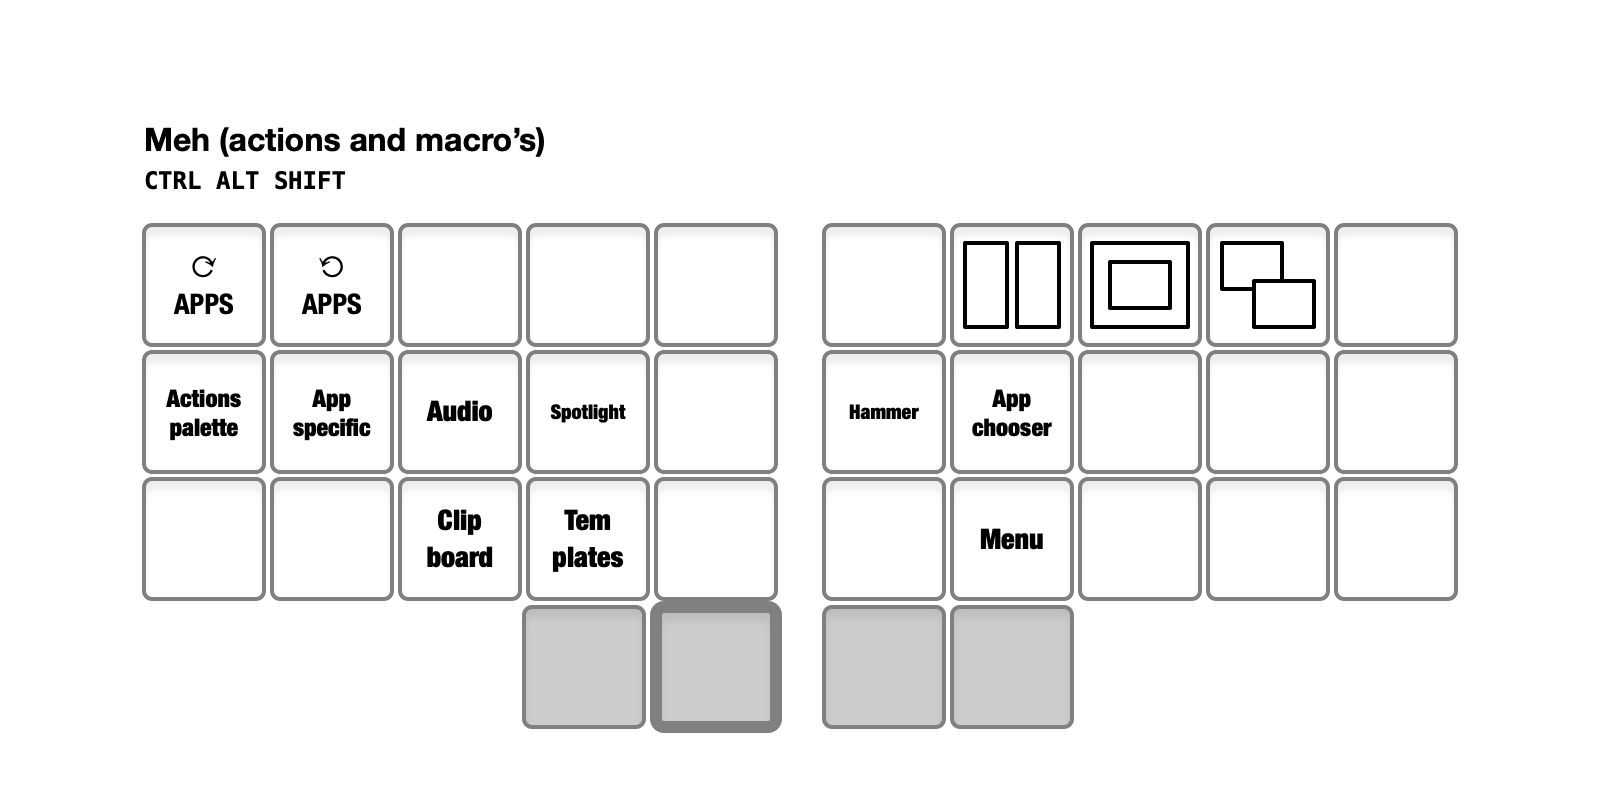 Meh (actions and macro’s)
CTRL ALT SHIFT
APPS
APPS
Actions
palette
App
specific
Audio
Spotlight
Hammer
App
chooser
Clip
board
Tem
plates
Menu